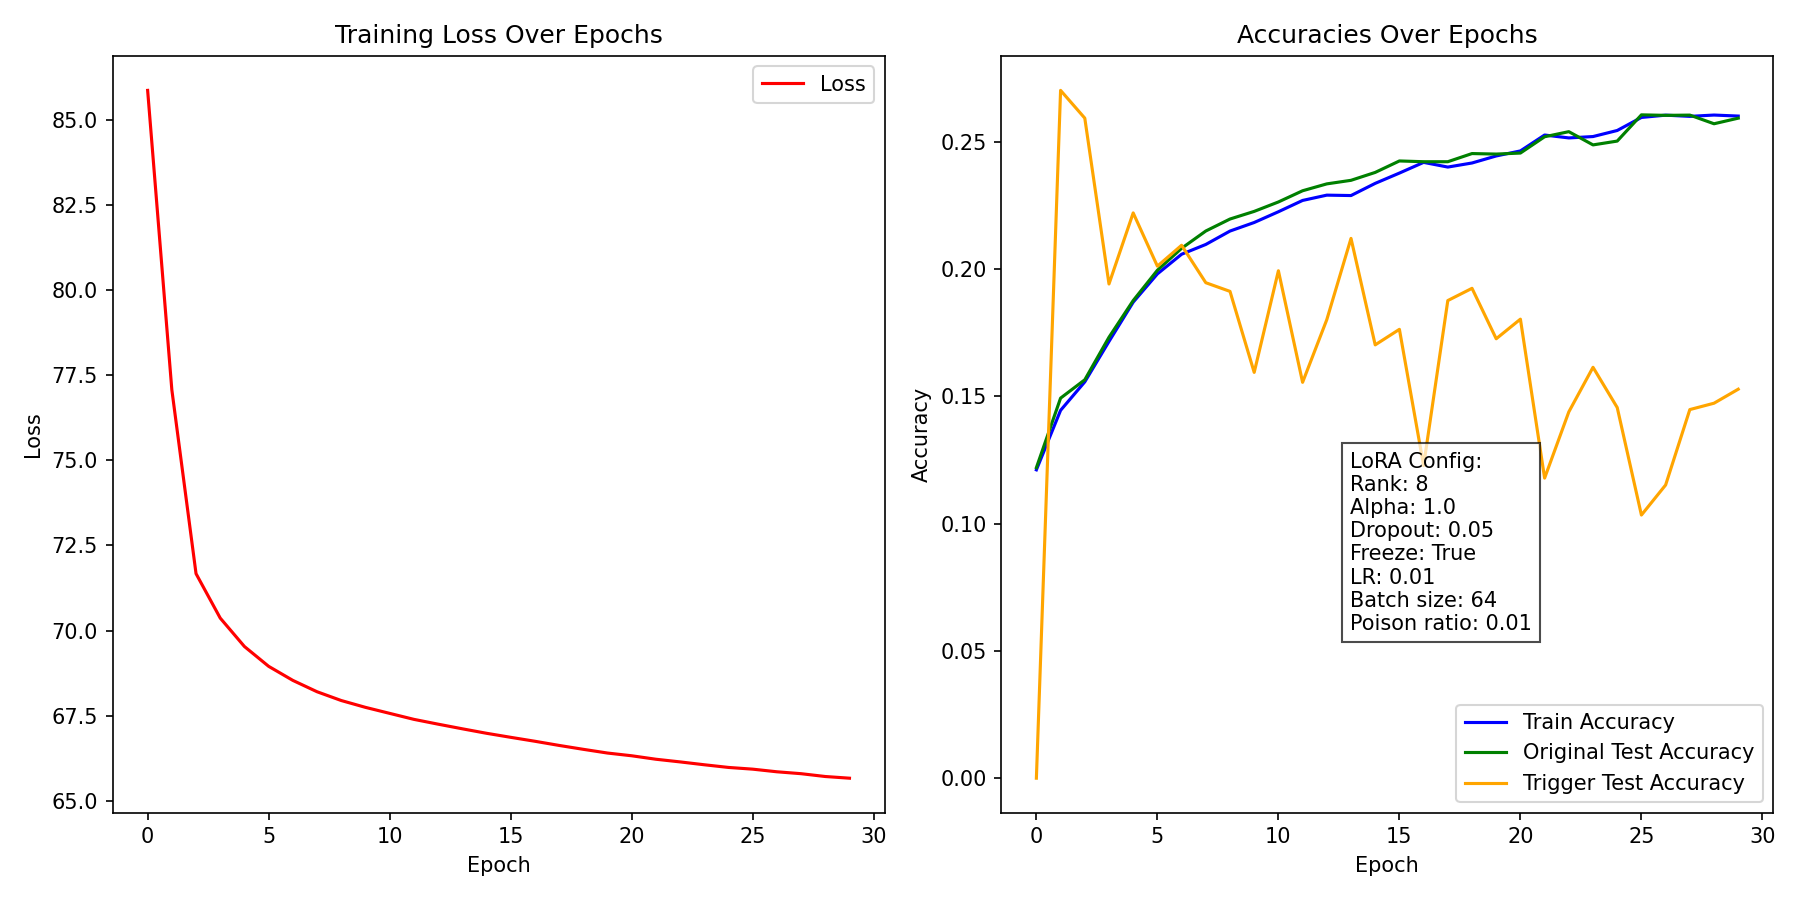 Training Loss Over Epochs
Loss
85.0
82.5
80.0
77.5
75.0
72.5
70.0
67.5
65.0
Loss
0 5 10 15 20 25 30
Epoch
Accuracies Over Epochs
0.25
0.20
0.15
0.10
0.05
0.00
Accuracy
LoRA Config:
Rank: 8
Alpha: 1.0
Dropout: 0.05
Freeze: True
LR: 0.01
Batch size: 64
Poison ratio: 0.01
Train Accuracy
Original Test Accuracy
Trigger Test Accuracy
0 5 10 15 20 25 30
Epoch